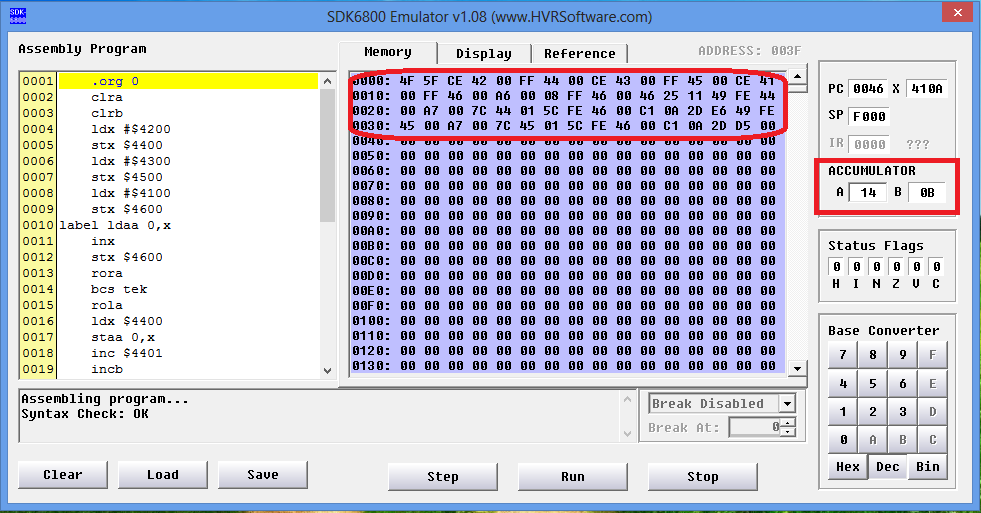 SDK-
6800
SDK6800 Emulator v1.08 (www.HVRSoftware.com)
Assembly Program
Memory
Display
Reference
ADDRESS: 003F
0001 .org 0
0002 clra
0003 clrb
0004 ldx #$4200
0005 stx $4400
0006 ldx #$4300
0007 stx $4500
0008 ldx #$4100
0009 stx $4600
0010 label ldaa 0,x
0011 inx
0012 stx $4600
0013 rora
0014 bcs tek
0015 rola
0016 ldx $4400
0017 staa 0,x
0018 inc $4401
0019 incb
0000: 4F 5F CE 42 00 FF 44 00 CE 43 00 FF 45 00 CE 41
0010: 00 FF 46 00 A6 00 08 FF 46 00 46 25 11 49 FE 44
0020: 00 A7 00 7C 44 01 5C FE 46 00 C1 0A 2D E6 49 FE
0030: 45 00 A7 00 7C 45 01 5C FE 46 00 C1 0A 2D D5 00
0040: 00 00 00 00 00 00 00 00 00 00 00 00 00 00 00 00
0050: 00 00 00 00 00 00 00 00 00 00 00 00 00 00 00 00
0060: 00 00 00 00 00 00 00 00 00 00 00 00 00 00 00 00
0070: 00 00 00 00 00 00 00 00 00 00 00 00 00 00 00 00
0080: 00 00 00 00 00 00 00 00 00 00 00 00 00 00 00 00
0090: 00 00 00 00 00 00 00 00 00 00 00 00 00 00 00 00
00A0: 00 00 00 00 00 00 00 00 00 00 00 00 00 00 00 00
00B0: 00 00 00 00 00 00 00 00 00 00 00 00 00 00 00 00
00C0: 00 00 00 00 00 00 00 00 00 00 00 00 00 00 00 00
00D0: 00 00 00 00 00 00 00 00 00 00 00 00 00 00 00 00
00E0: 00 00 00 00 00 00 00 00 00 00 00 00 00 00 00 00
00F0: 00 00 00 00 00 00 00 00 00 00 00 00 00 00 00 00
0100: 00 00 00 00 00 00 00 00 00 00 00 00 00 00 00 00
0110: 00 00 00 00 00 00 00 00 00 00 00 00 00 00 00 00
0120: 00 00 00 00 00 00 00 00 00 00 00 00 00 00 00 00
0130: 00 00 00 00 00 00 00 00 00 00 00 00 00 00 00 00
PC 0046 X 410A
SP F000
IR 0000 ???
ACCUMULATOR
A 14 B 0B
Status Flags
0 0 0 0 0 0
H I N Z V C
Base Converter
7 8 9 F
4 5 6 E
1 2 3 D
0 A B C
Hex Dec Bin
Assembling program...
Syntax Check: OK
Break Disabled
Break At: 0
Clear
Load
Save
Step
Run
Stop